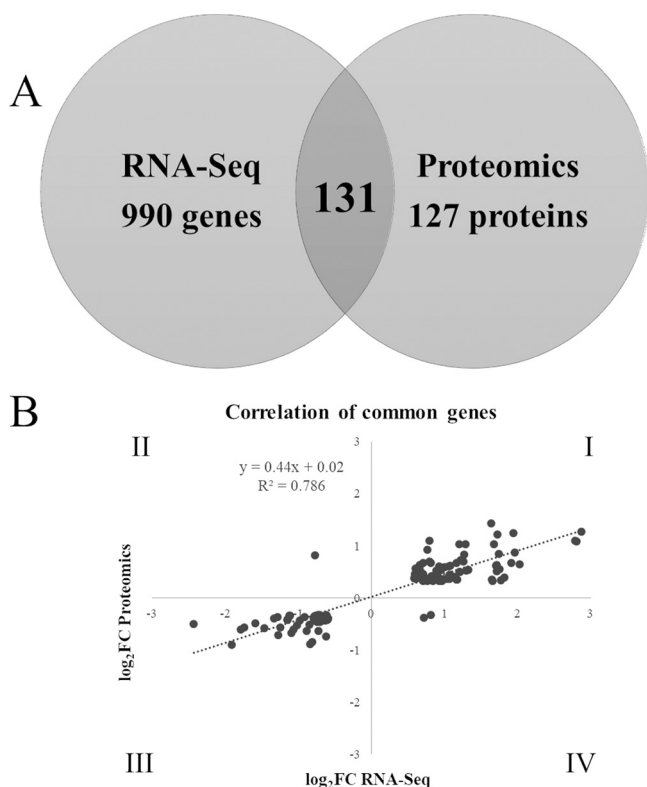 A
RNA-Seq
990 genes
131
Proteomics
127 proteins
B
Correlation of common genes
II
I
y = 0.44x + 0.02
R² = 0.786
3
2
1
0
-1
-2
-3
-3
-2
-1
0
1
2
3
log₂FC Proteomics
III
IV
log₂FC RNA-Seq